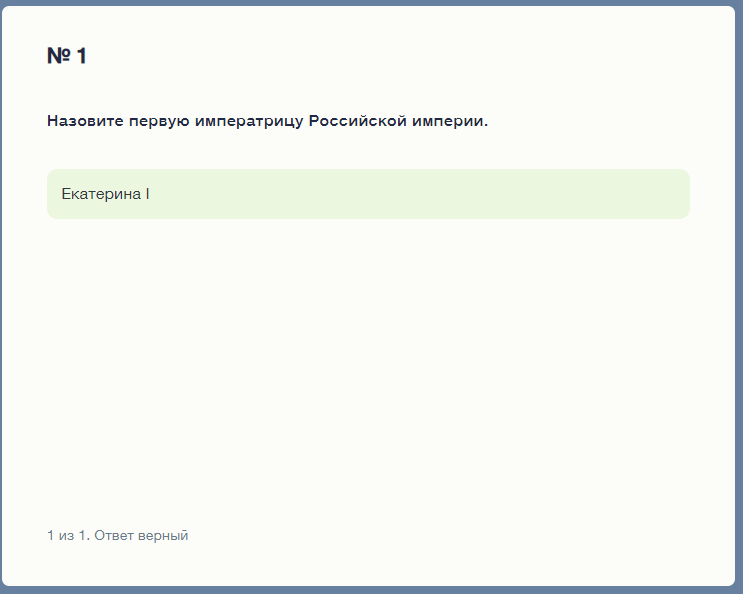 № 1
Назовите первую императрицу Российской империи.
Екатерина I
1 из 1. Ответ верный